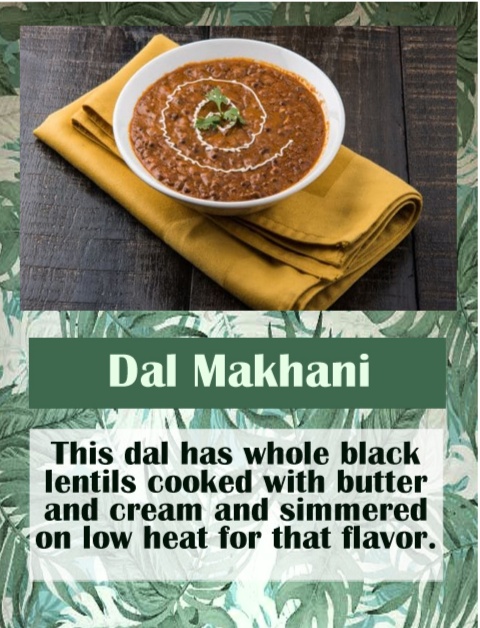 Dal Makhani
This dal has whole black
lentils cooked with butter
and cream and simmered
on low heat for that flavor.